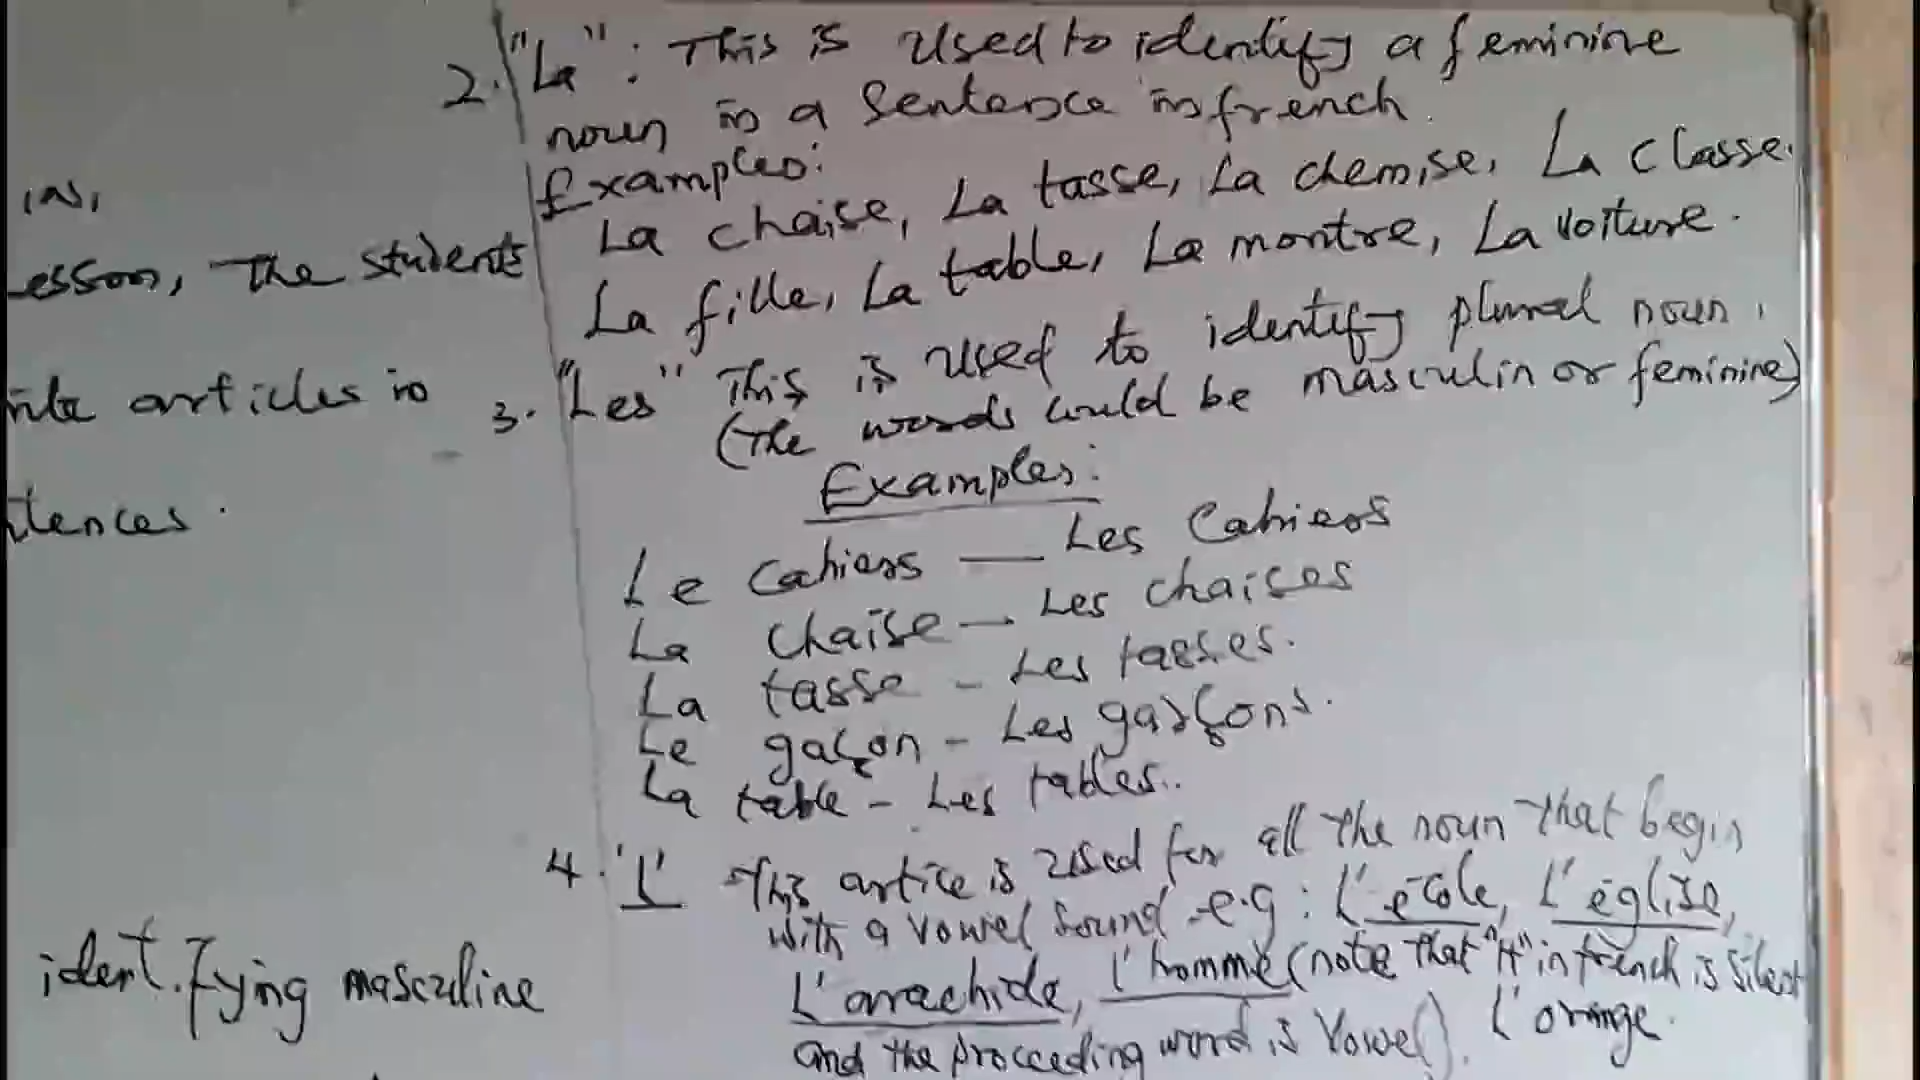 2. "La" : This is used to identify a feminine
noun in a sentence in french.
Examples:
La chaise, La tasse, La chemise, La classe.
La fille, La table, La montre, La voiture.
3. "Les" This is used to identify plural noun.
(The words could be masculin or feminine)
Examples:
Le Cahiers — Les Cahiers
La chaise — Les chaises
La tasse - Les tasses.
Le gaçon - Les garçons.
La table - Les tables..
4. 'L' This artice is used for all the noun that begin
with a vowel sound e.g : L'école, L'église,
L'arachide, l'homme (note that "H" in french is silent
and the proceeding word is Vowel). L'orange.
esson, The students
articles in
tences.
identifying masculine